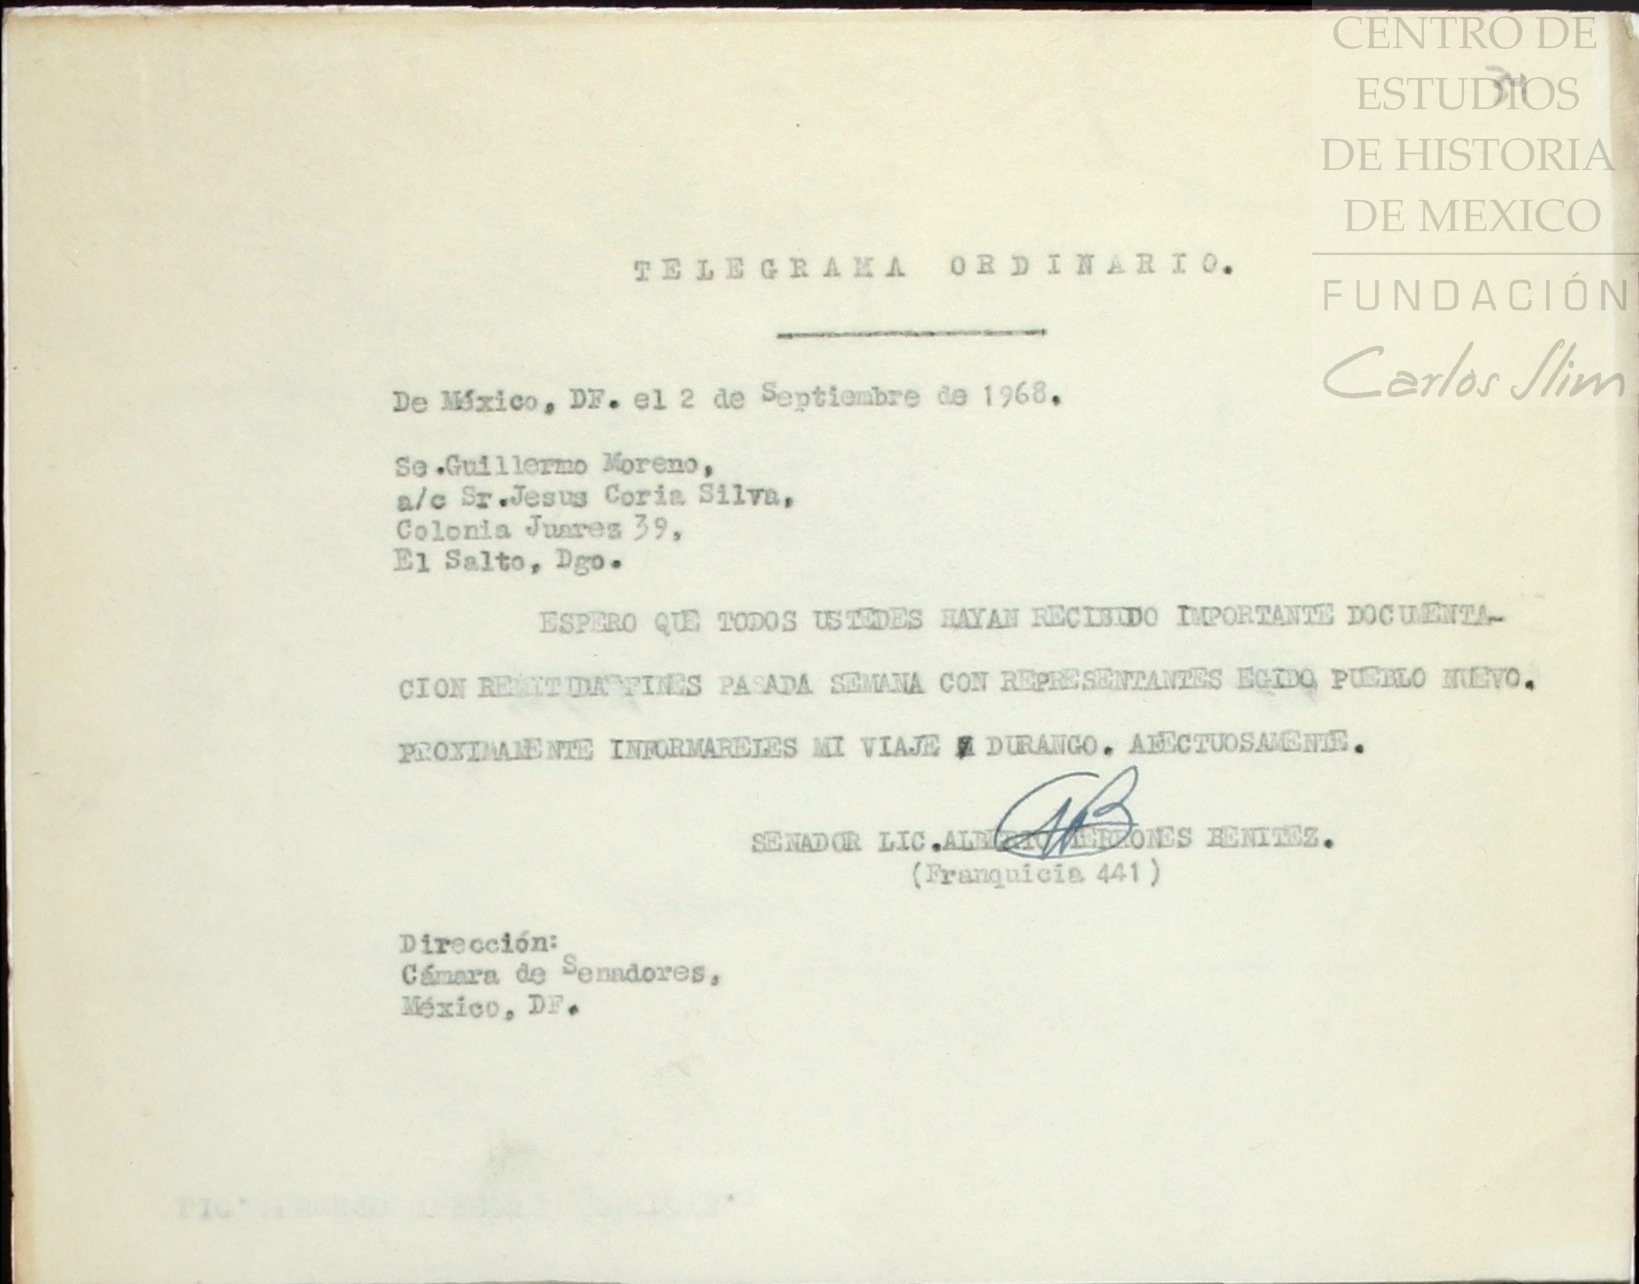 CENTRO DE
ESTUDIOS
DE HISTORIA
DE MEXICO
FUNDACIÓN
Carlos Slim
TELEGRAMA ORDINARIO.
De México, DF. el 2 de Septiembre de 1968.
Se.Guillermo Moreno,
a/c Sr.Jesus Coria Silva,
Colonia Juarez 39,
El Salto, Dgo.
ESPERO QUE TODOS USTEDES HAYAN RECIBIDO IMPORTANTE DOCUMENTA-
CION REMITIDA FINES PASADA SEMANA CON REPRESENTANTES EGIDO PUEBLO NUEVO.
PROXIMAMENTE INFORMARELES MI VIAJE A DURANGO. AFECTUOSAMENTE.
SENADOR LIC.ALBERTO TERRONES BENITEZ.
(Franquicia 441)
Dirección:
Cámara de Senadores,
México, DF.